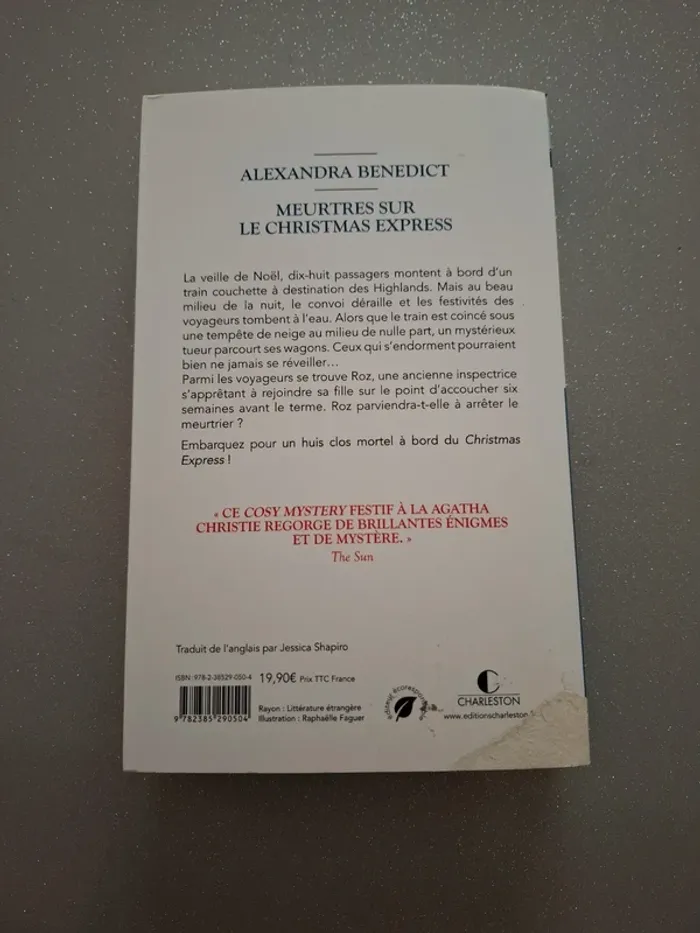 ALEXANDRA BENEDICT
MEURTRES SUR
LE CHRISTMAS EXPRESS
La veille de Noël, dix-huit passagers montent à bord d'un
train couchette à destination des Highlands. Mais au beau
milieu de la nuit, le convoi déraille et les festivités des
voyageurs tombent à l'eau. Alors que le train est coincé sous
une tempête de neige au milieu de nulle part, un mystérieux
tueur parcourt ses wagons. Ceux qui s'endorment pourraient
bien ne jamais se réveiller...
Parmi les voyageurs se trouve Roz, une ancienne inspectrice
s'apprêtant à rejoindre sa fille sur le point d'accoucher six
semaines avant le terme. Roz parviendra-t-elle à arrêter le
meurtrier ?
Embarquez pour un huis clos mortel à bord du Christmas
Express !
« CE COSY MYSTERY FESTIF À LA AGATHA
CHRISTIE REGORGE DE BRILLANTES ÉNIGMES
ET DE MYSTÈRE. »
The Sun
Traduit de l'anglais par Jessica Shapiro
ISBN : 978-2-38529-050-4
19,90€ Prix TTC France
9 782385 290504
Rayon : Littérature étrangère
Illustration : Raphaëlle Faguer
éditeur écoresponsable
C
CHARLESTON
www.editionscharleston